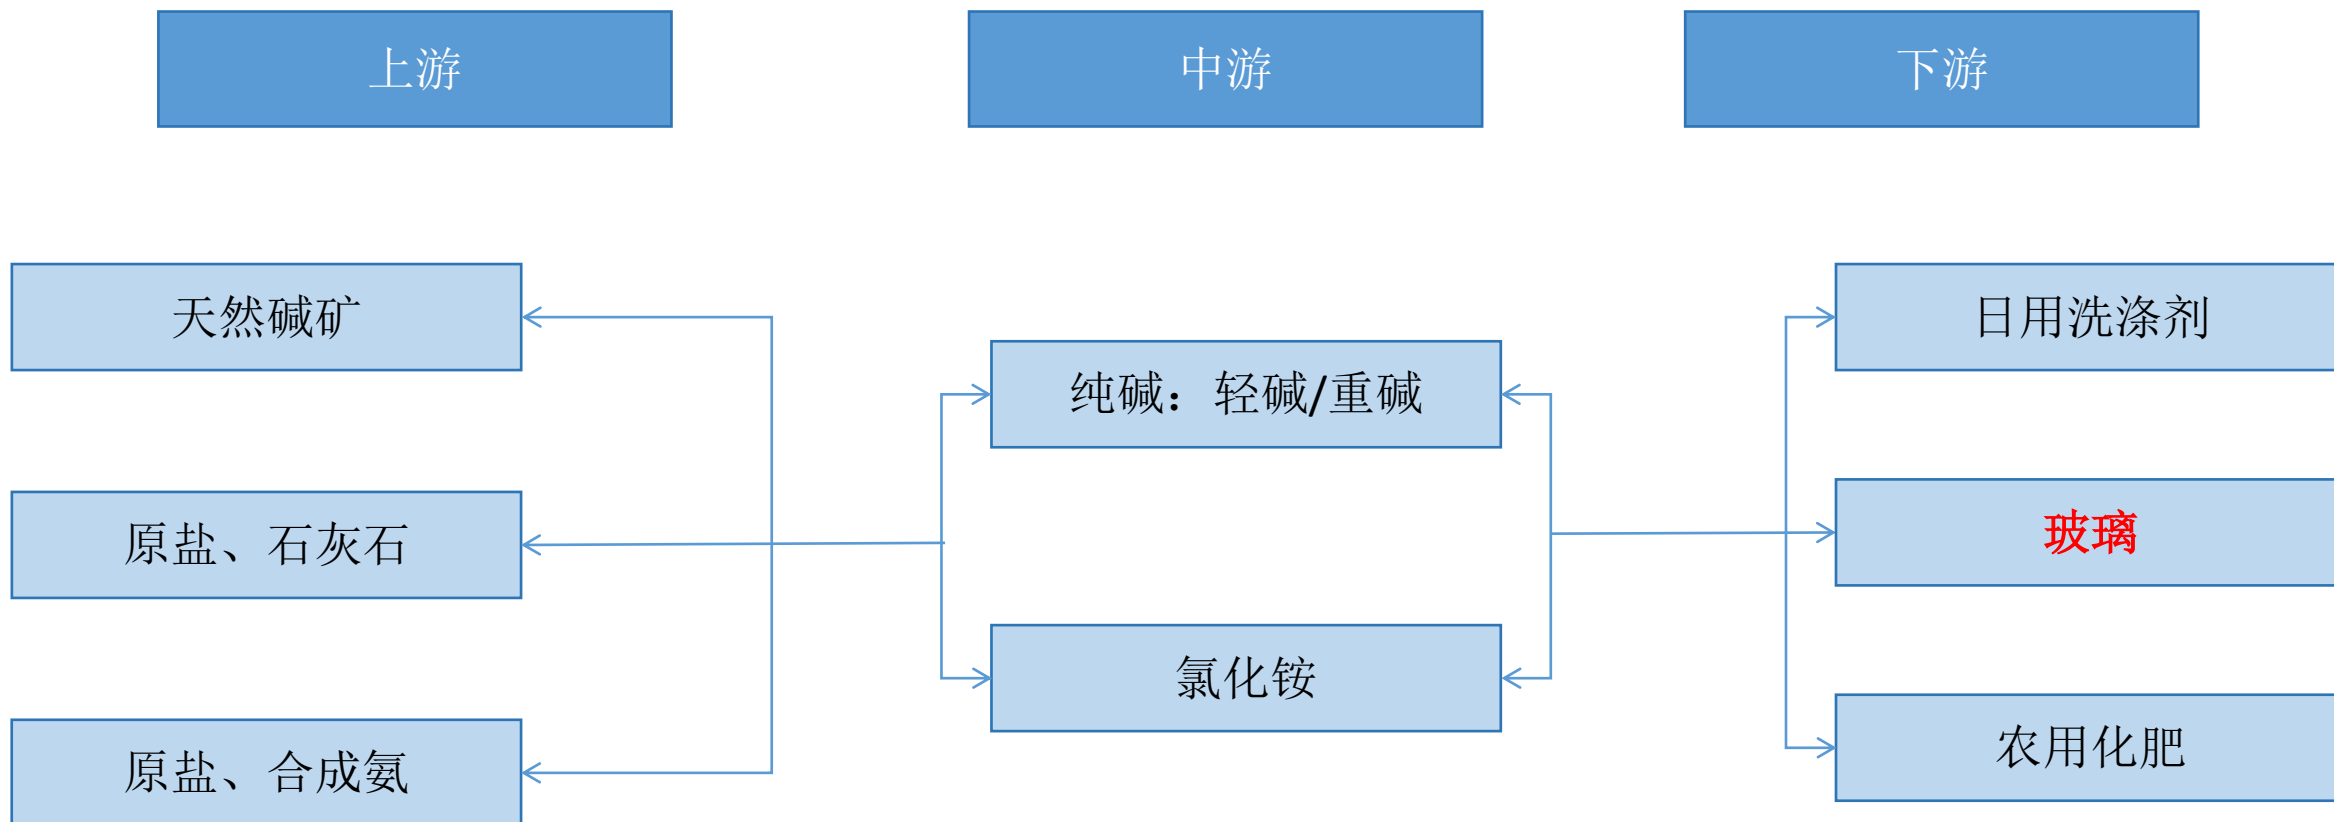 上游
中游
下游
天然碱矿
日用洗涤剂
纯碱：轻碱/重碱
原盐、石灰石
玻璃
氯化铵
原盐、合成氨
农用化肥